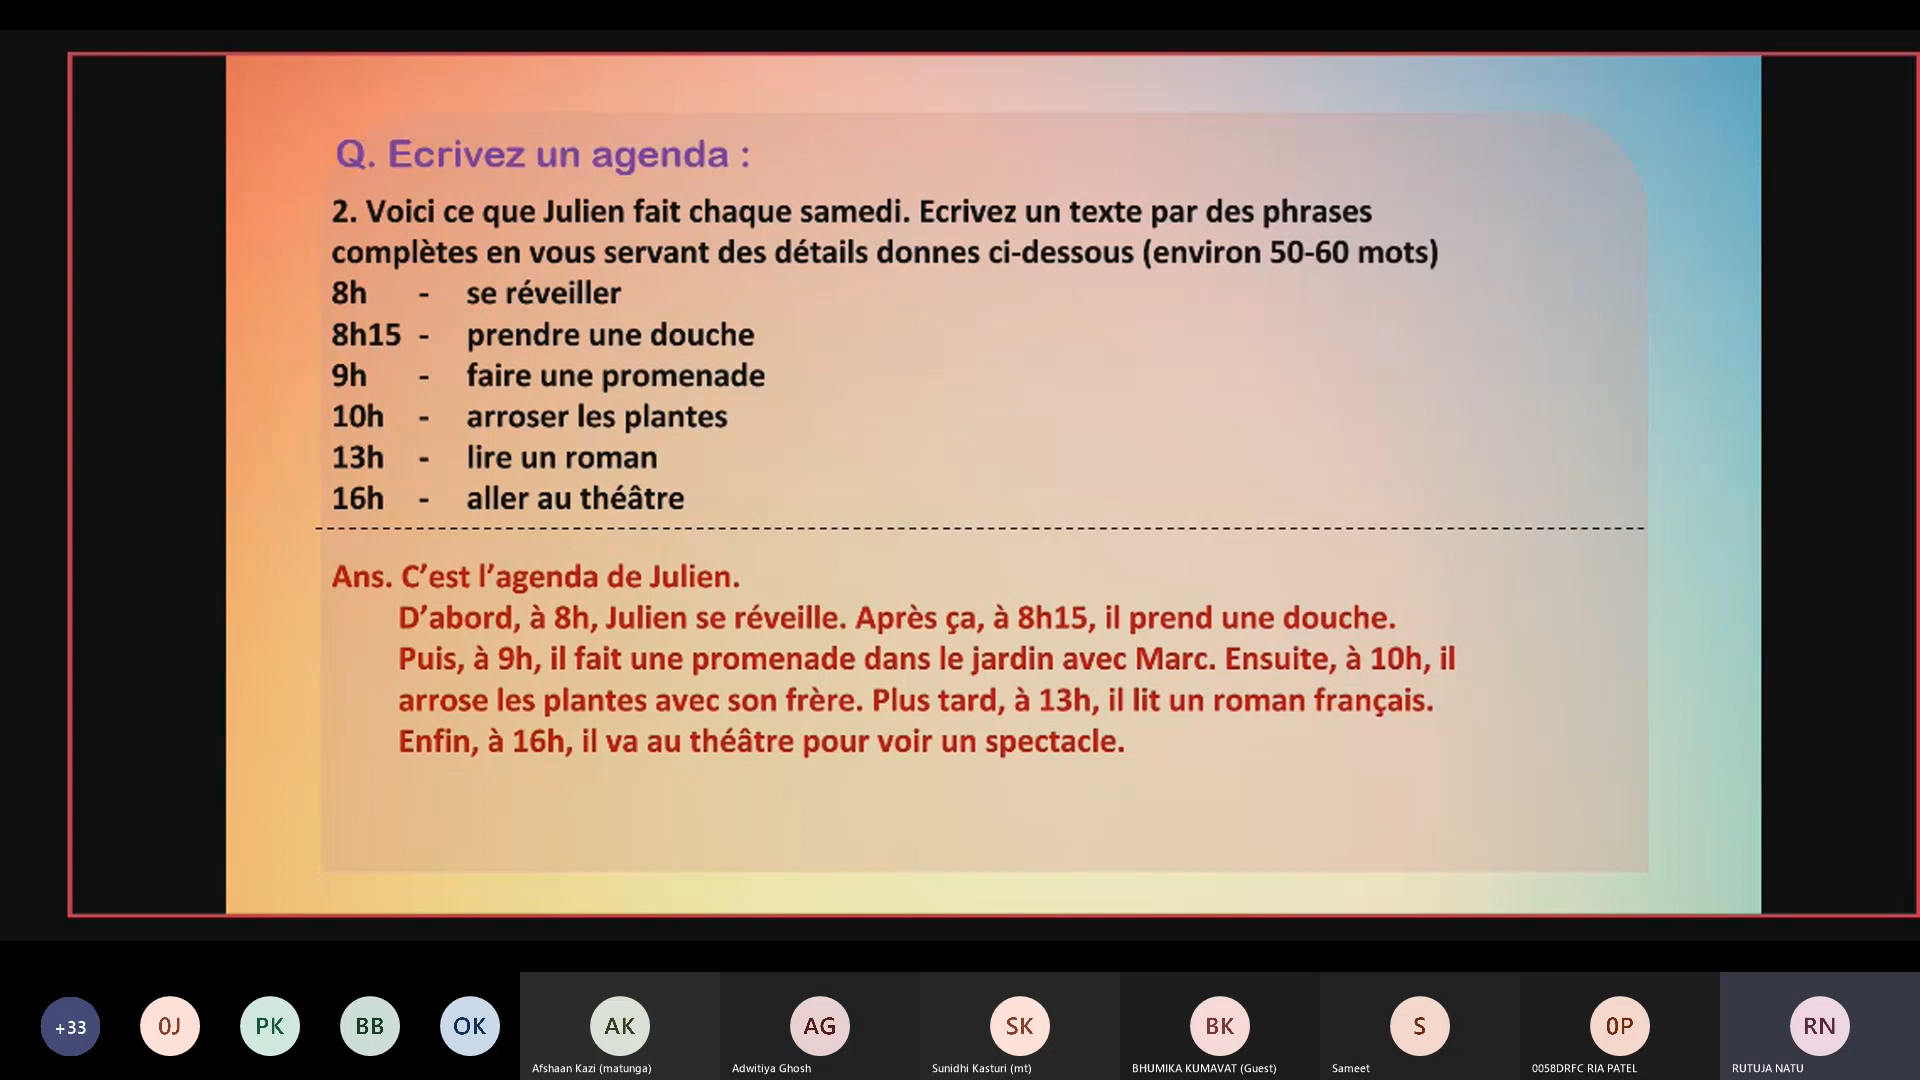 Q. Ecrivez un agenda :
2. Voici ce que Julien fait chaque samedi. Ecrivez un texte par des phrases
complètes en vous servant des détails donnes ci-dessous (environ 50-60 mots)
8h - se réveiller
8h15 - prendre une douche
9h - faire une promenade
10h - arroser les plantes
13h - lire un roman
16h - aller au théâtre
Ans. C’est l’agenda de Julien.
D’abord, à 8h, Julien se réveille. Après ça, à 8h15, il prend une douche.
Puis, à 9h, il fait une promenade dans le jardin avec Marc. Ensuite, à 10h, il
arrose les plantes avec son frère. Plus tard, à 13h, il lit un roman français.
Enfin, à 16h, il va au théâtre pour voir un spectacle.
+33 0J PK BB OK AK AG SK BK S 0P RN
Afshaan Kazi (matunga) Adwitiya Ghosh Sunidhi Kasturi (mt) BHUMIKA KUMAVAT (Guest) Sameet 0058DRFC RIA PATEL RUTUJA NATU